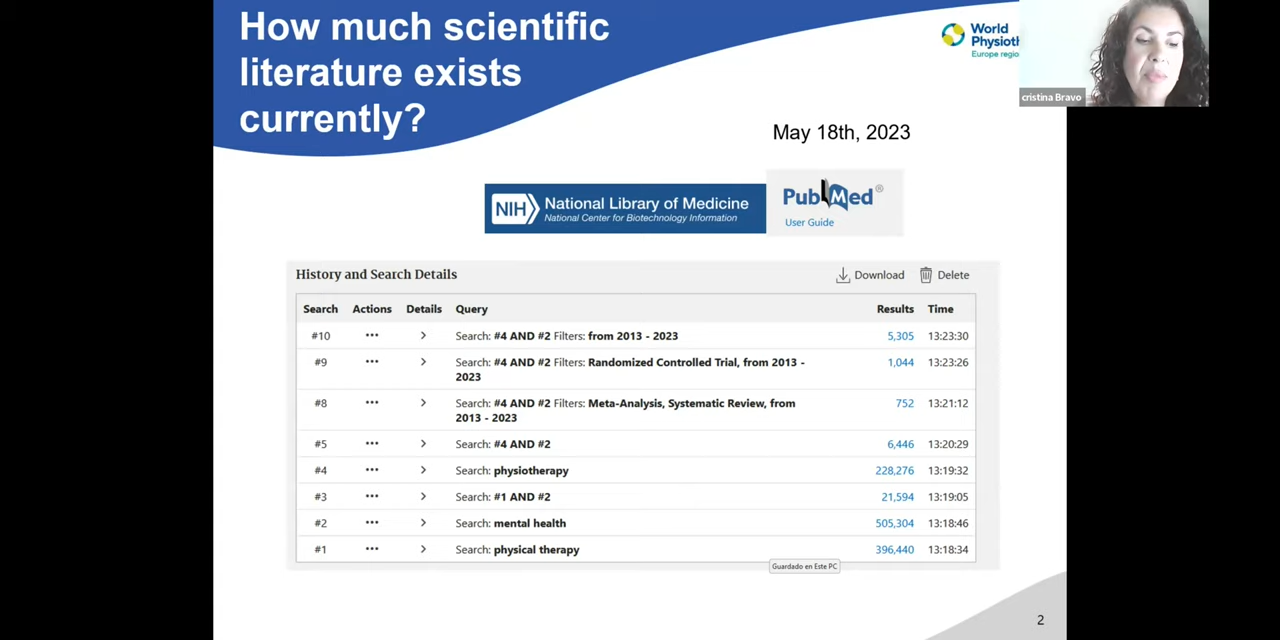 How much scientific
literature exists
currently?
World
Physioth
Europe regio
cristina Bravo
May 18th, 2023
NIH National Library of Medicine
National Center for Biotechnology Information
PubMed®
User Guide
History and Search Details Download Delete
Search Actions Details Query Results Time
#10 ••• > Search: #4 AND #2 Filters: from 2013 - 2023 5,305 13:23:30
#9 ••• > Search: #4 AND #2 Filters: Randomized Controlled Trial, from 2013 - 1,044 13:23:26
2023
#8 ••• > Search: #4 AND #2 Filters: Meta-Analysis, Systematic Review, from 752 13:21:12
2013 - 2023
#5 ••• > Search: #4 AND #2 6,446 13:20:29
#4 ••• > Search: physiotherapy 228,276 13:19:32
#3 ••• > Search: #1 AND #2 21,594 13:19:05
#2 ••• > Search: mental health 505,304 13:18:46
#1 ••• > Search: physical therapy 396,440 13:18:34
Guardado en Este PC
2